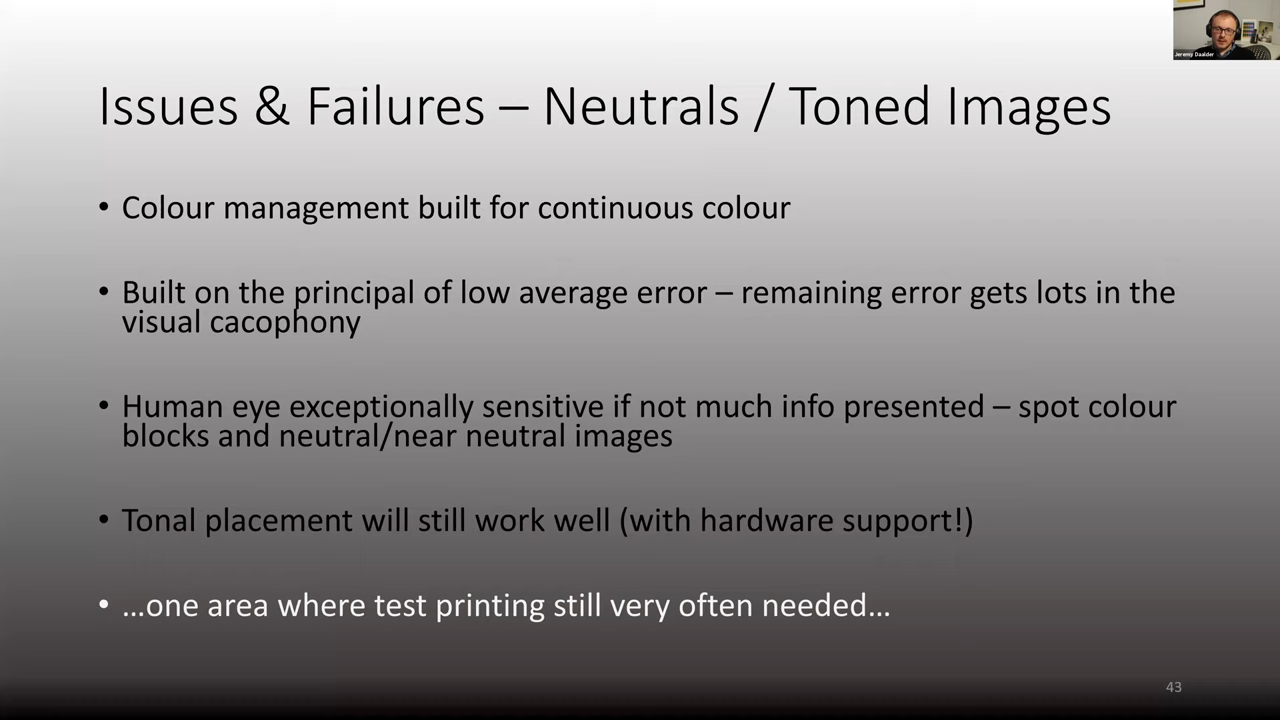 Jeremy Daalder
Issues & Failures – Neutrals / Toned Images
• Colour management built for continuous colour
• Built on the principal of low average error – remaining error gets lots in the
visual cacophony
• Human eye exceptionally sensitive if not much info presented – spot colour
blocks and neutral/near neutral images
• Tonal placement will still work well (with hardware support!)
• …one area where test printing still very often needed…
43